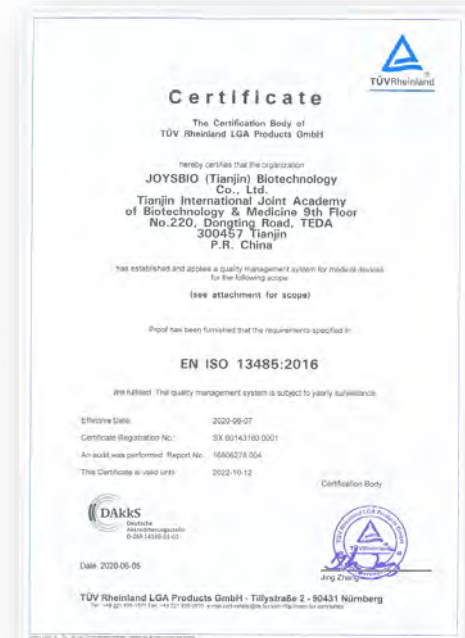 TÜVRheinland
®
Certificate
The Certification Body of
TÜV Rheinland LGA Products GmbH
hereby certifies that the organization
JOYSBIO (Tianjin) Biotechnology
Co., Ltd.
Tianjin International Joint Academy
of Biotechnology & Medicine 9th Floor
No.220, Dongting Road, TEDA
300457 Tianjin
P.R. China
has established and applies a quality management system for medical devices
for the following scope
(see attachment for scope)
Proof has been furnished that the requirements specified in
EN ISO 13485:2016
are fulfilled. The quality management system is subject to yearly surveillance.
Effective Date: 2020-06-07
Certificate Registration No.: SX 60143160 0001
An audit was performed. Report No. 16806278 004
This Certificate is valid until: 2022-10-12
Certification Body
DAkkS
Deutsche
Akkreditierungsstelle
Date 2020-06-05
TÜVRheinland
Jing Zhang
TÜV Rheinland LGA Products GmbH - Tillystraße 2 - 90431 Nürnberg